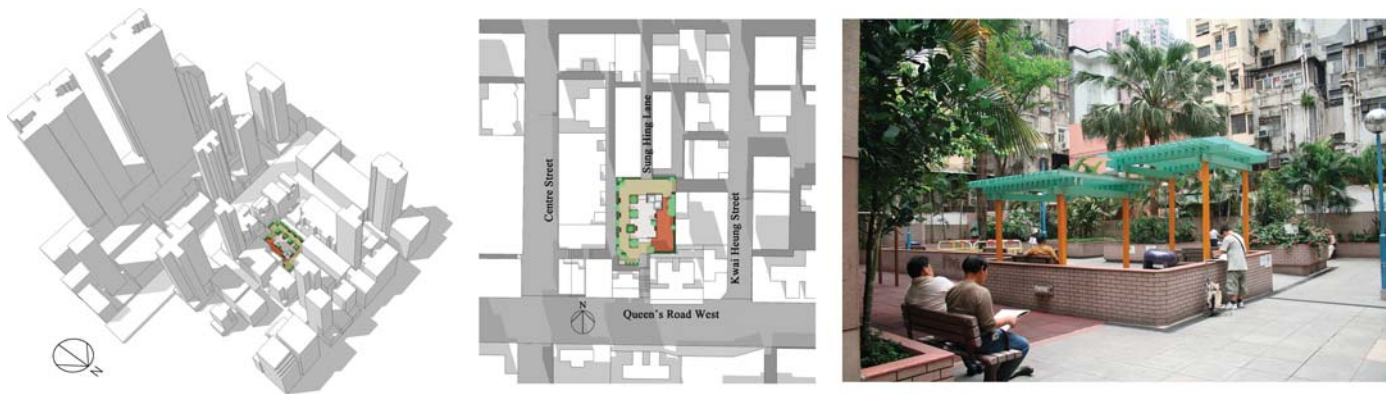 N
Centre Street
Sung Hing Lane
Kwai Heung Street
N
Queen's Road West